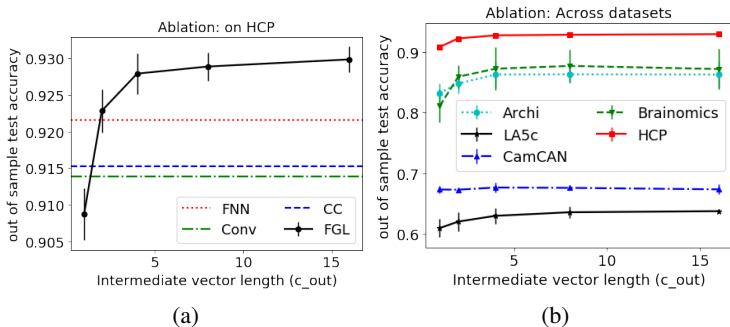 Ablation: on HCP
out of sample test accuracy
0.930
0.925
0.920
0.915
0.910
0.905
FNN
CC
Conv
FGL
5
10
15
Intermediate vector length (c_out)
(a)
Ablation: Across datasets
out of sample test accuracy
0.9
0.8
0.7
0.6
Archi
Brainomics
LA5c
HCP
CamCAN
5
10
15
Intermediate vector length (c_out)
(b)